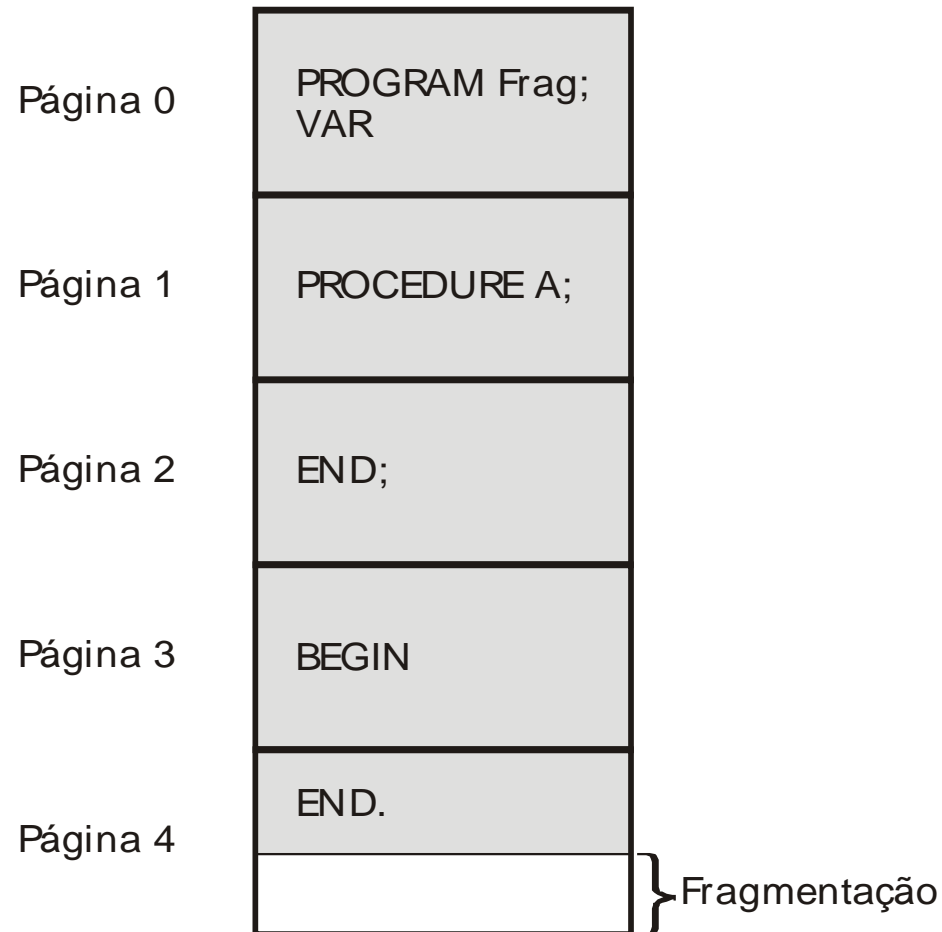 Página 0
PROGRAM Frag;
VAR
Página 1
PROCEDURE A;
Página 2
END;
Página 3
BEGIN
Página 4
END.
Fragmentação